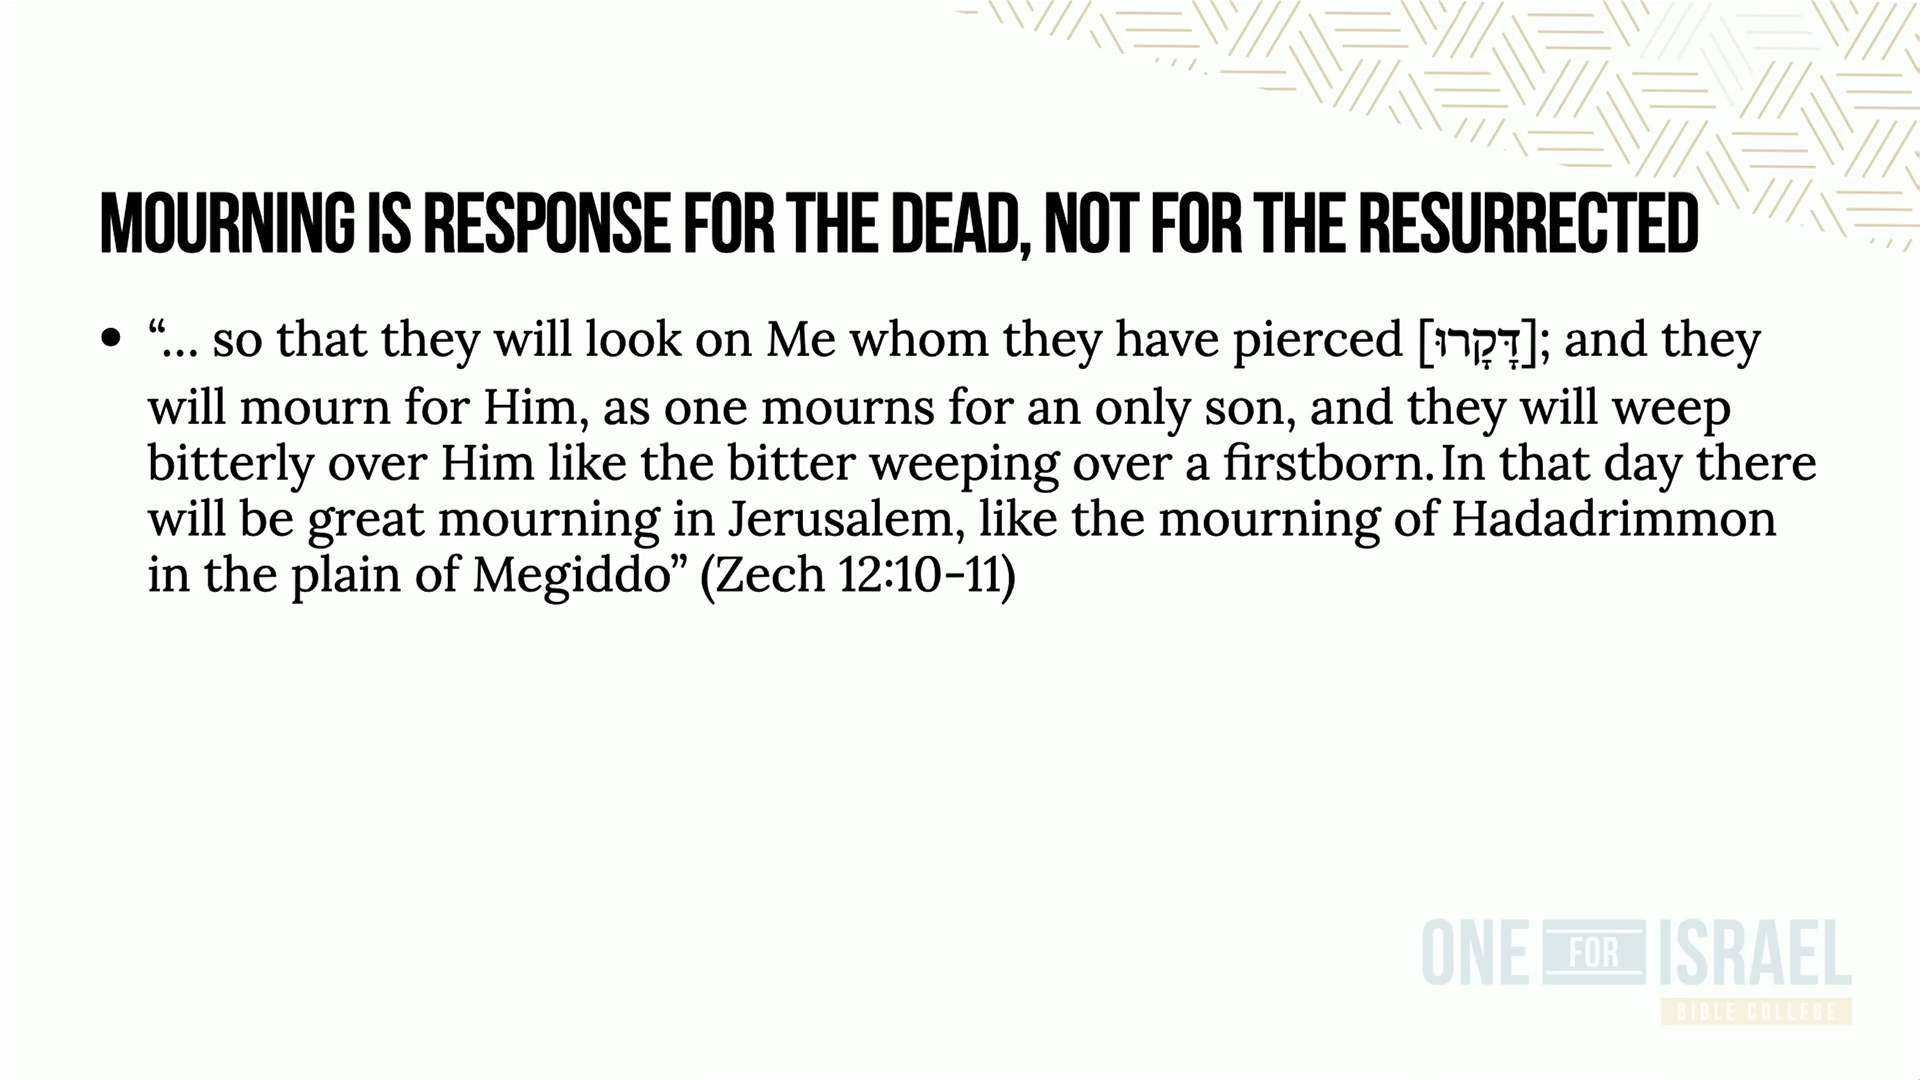 MOURNING IS RESPONSE FOR THE DEAD, NOT FOR THE RESURRECTED
• “… so that they will look on Me whom they have pierced [דָּקָרוּ]; and they
will mourn for Him, as one mourns for an only son, and they will weep
bitterly over Him like the bitter weeping over a firstborn. In that day there
will be great mourning in Jerusalem, like the mourning of Hadadrimmon
in the plain of Megiddo” (Zech 12:10-11)
ONE FOR ISRAEL
BIBLE COLLEGE